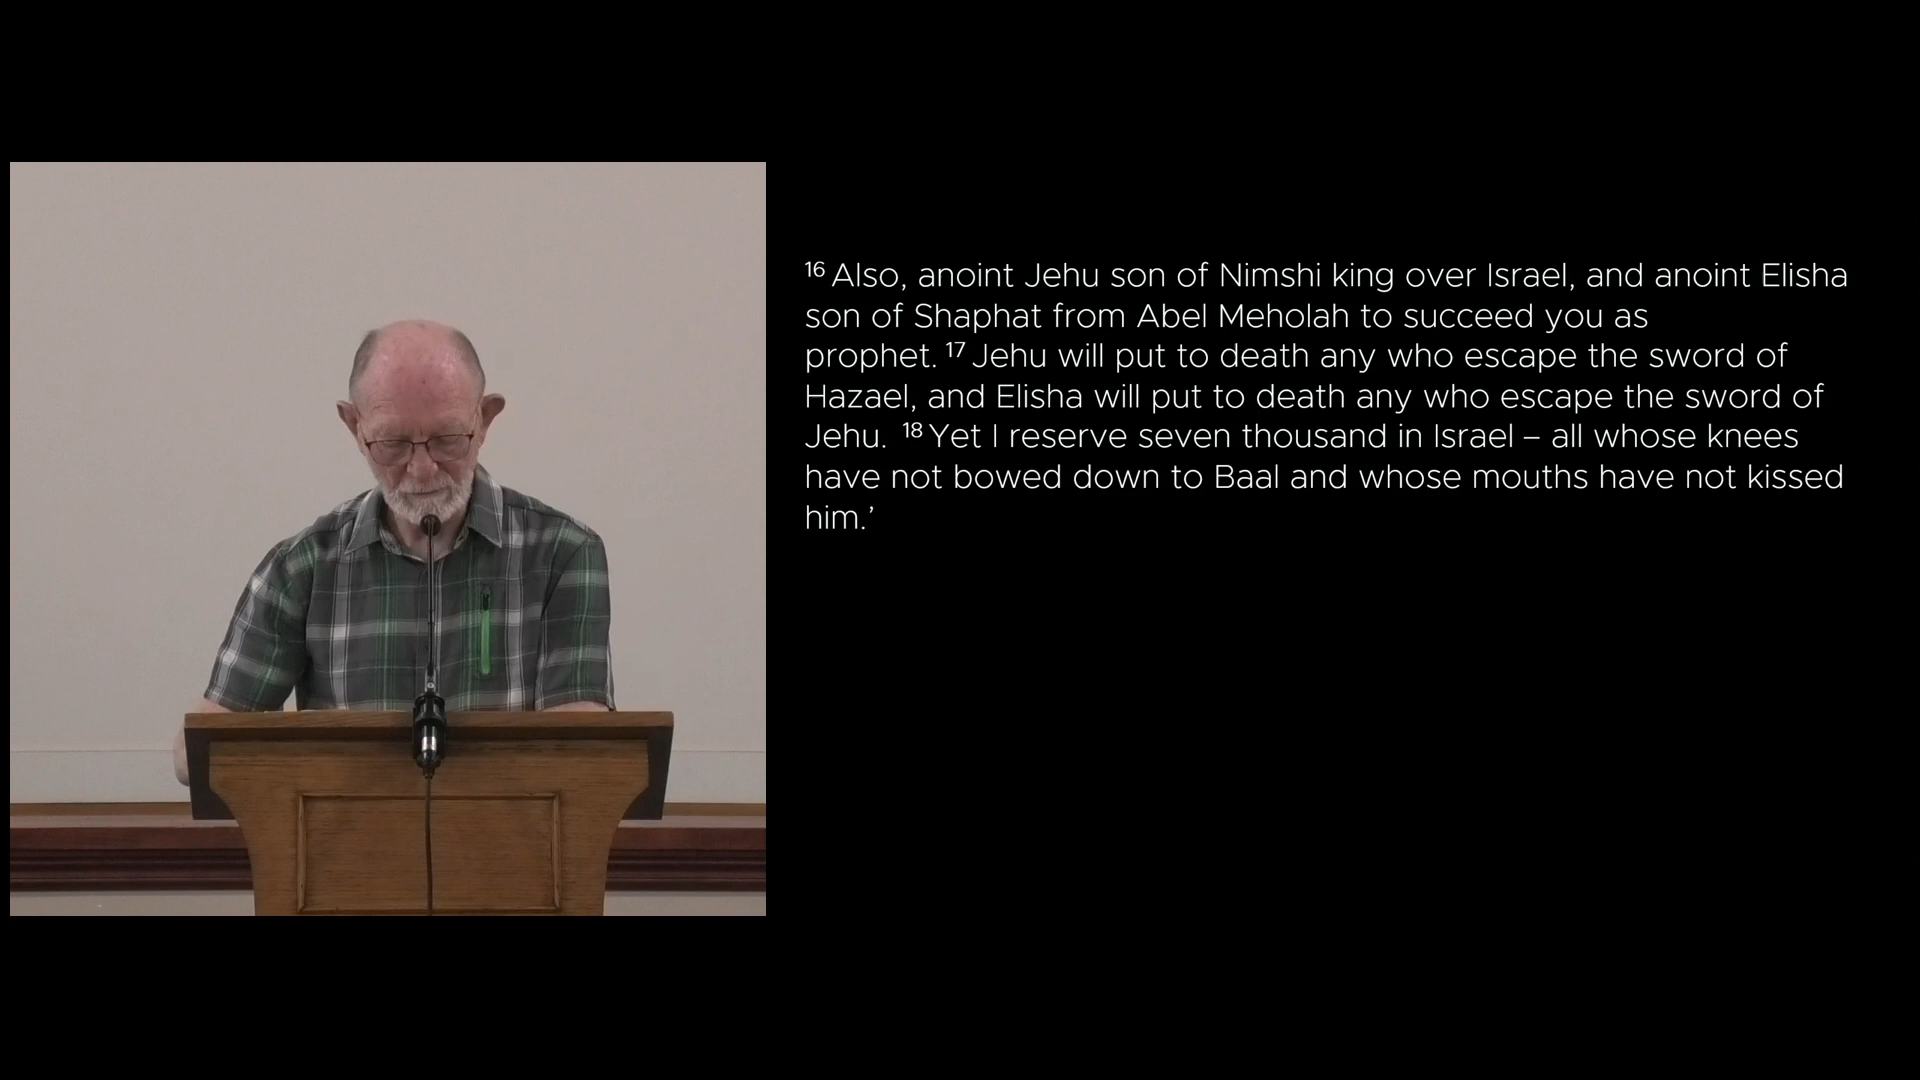 16 Also, anoint Jehu son of Nimshi king over Israel, and anoint Elisha
son of Shaphat from Abel Meholah to succeed you as
prophet. 17 Jehu will put to death any who escape the sword of
Hazael, and Elisha will put to death any who escape the sword of
Jehu. 18 Yet I reserve seven thousand in Israel – all whose knees
have not bowed down to Baal and whose mouths have not kissed
him.’